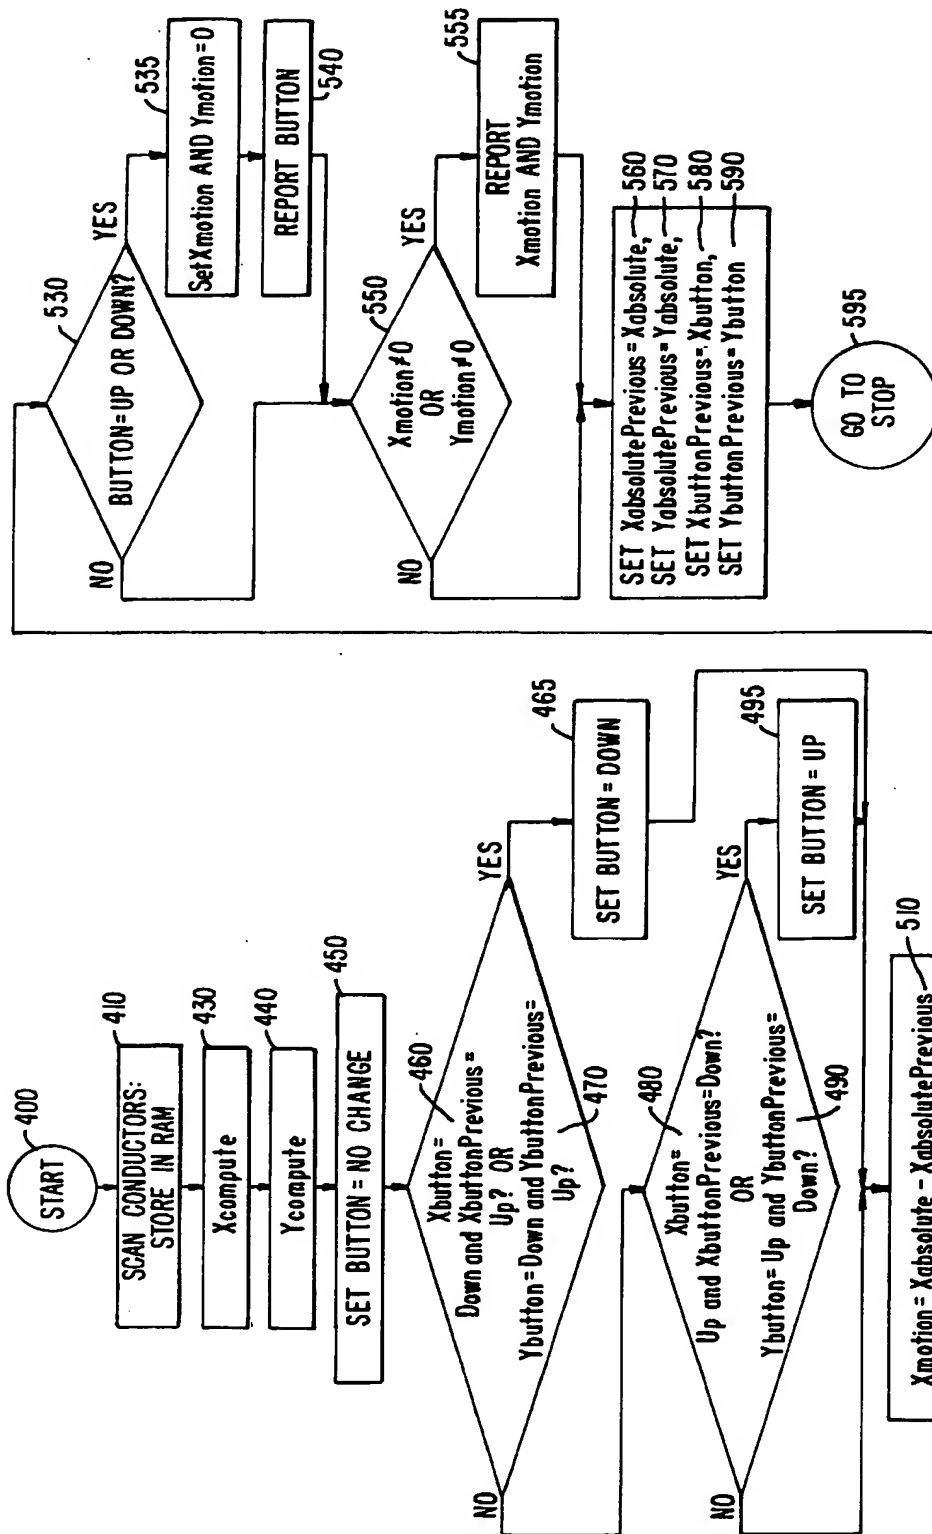 400
START
410
SCAN CONDUCTORS:
STORE IN RAM
430
Xcompute
440
Ycompute
450
SET BUTTON = NO CHANGE
460
Xbutton =
Down and XbuttonPrevious =
Up? OR
Ybutton = Down and YbuttonPrevious =
Up?
470
YES
NO
465
SET BUTTON = DOWN
480
Xbutton =
Up and XbuttonPrevious = Down?
OR
Ybutton = Up and YbuttonPrevious =
Down?
490
YES
NO
495
SET BUTTON = UP
510
Xmotion = Xabsolute - XabsolutePrevious
530
BUTTON = UP OR DOWN?
YES
NO
535
SetXmotion AND Ymotion = 0
REPORT BUTTON
540
550
Xmotion ≠ 0
OR
Ymotion ≠ 0
YES
NO
555
REPORT
Xmotion AND Ymotion
SET XabsolutePrevious = Xabsolute, 560
SET YabsolutePrevious = Yabsolute, 570
SET XbuttonPrevious = Xbutton, 580
SET YbuttonPrevious = Ybutton 590
595
GO TO
STOP